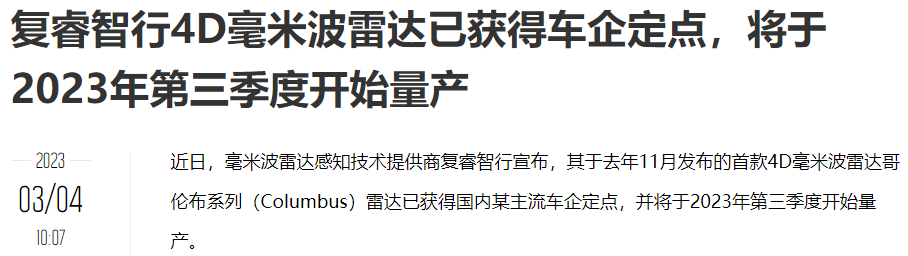 复睿智行4D毫米波雷达已获得车企定点，将于
2023年第三季度开始量产
2023
03/04
10:07
近日，毫米波雷达感知技术提供商复睿智行宣布，其于去年11月发布的首款4D毫米波雷达哥
伦布系列（Columbus）雷达已获得国内某主流车企定点，并将于2023年第三季度开始量
产。